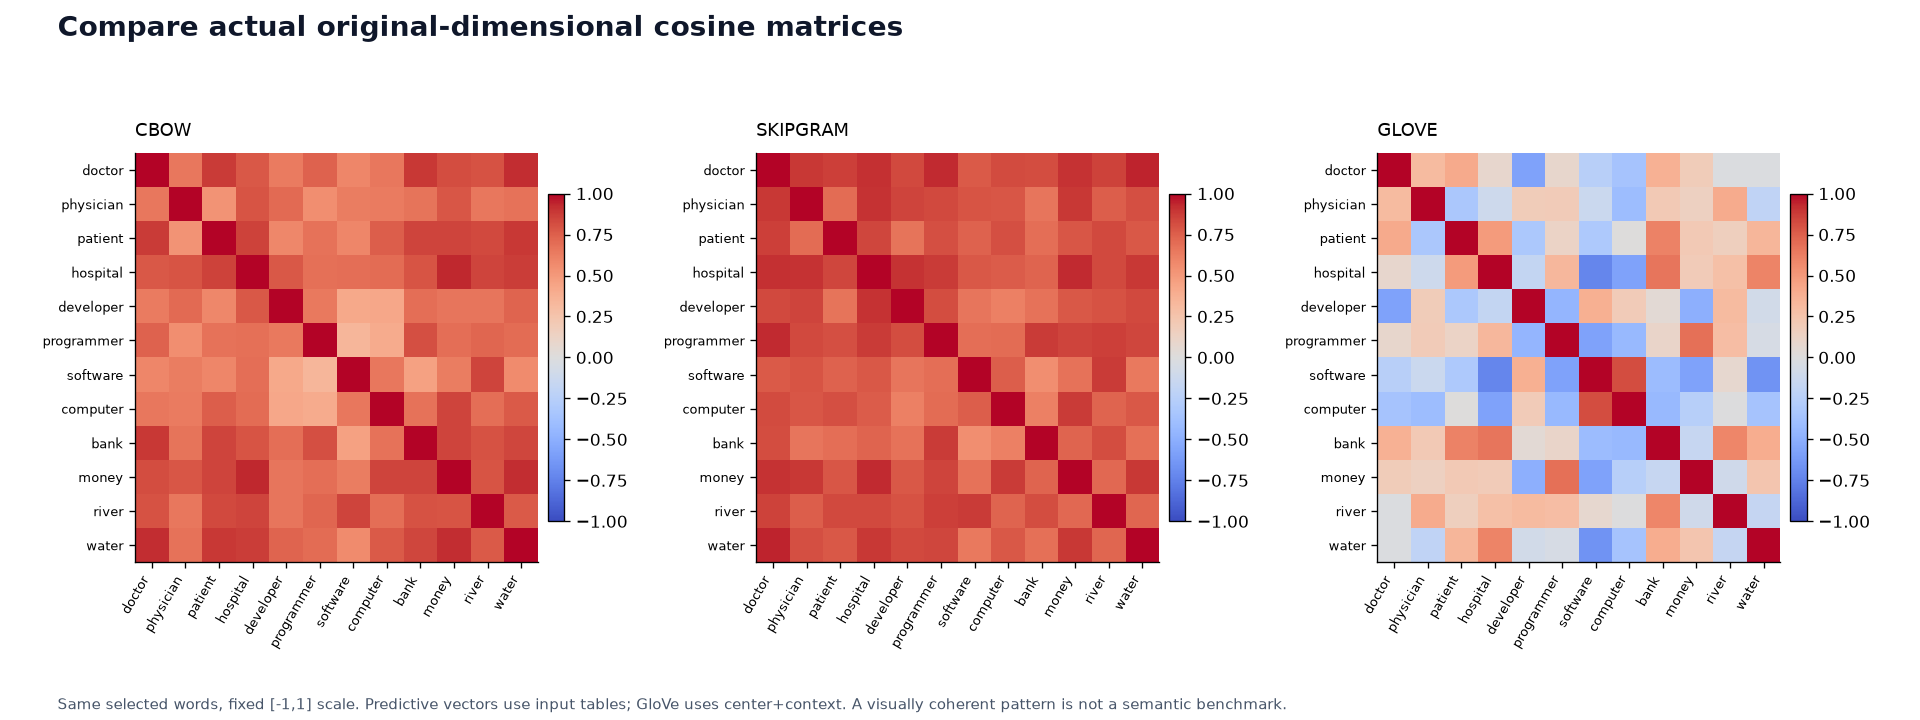 Compare actual original-dimensional cosine matrices
CBOW
doctor
physician
patient
hospital
developer
programmer
software
computer
bank
money
river
water
doctor
physician
patient
hospital
developer
programmer
software
computer
bank
money
river
water
1.00
0.75
0.50
0.25
0.00
−0.25
−0.50
−0.75
−1.00
SKIPGRAM
doctor
physician
patient
hospital
developer
programmer
software
computer
bank
money
river
water
doctor
physician
patient
hospital
developer
programmer
software
computer
bank
money
river
water
1.00
0.75
0.50
0.25
0.00
−0.25
−0.50
−0.75
−1.00
GLOVE
doctor
physician
patient
hospital
developer
programmer
software
computer
bank
money
river
water
doctor
physician
patient
hospital
developer
programmer
software
computer
bank
money
river
water
1.00
0.75
0.50
0.25
0.00
−0.25
−0.50
−0.75
−1.00
Same selected words, fixed [-1,1] scale. Predictive vectors use input tables; GloVe uses center+context. A visually coherent pattern is not a semantic benchmark.